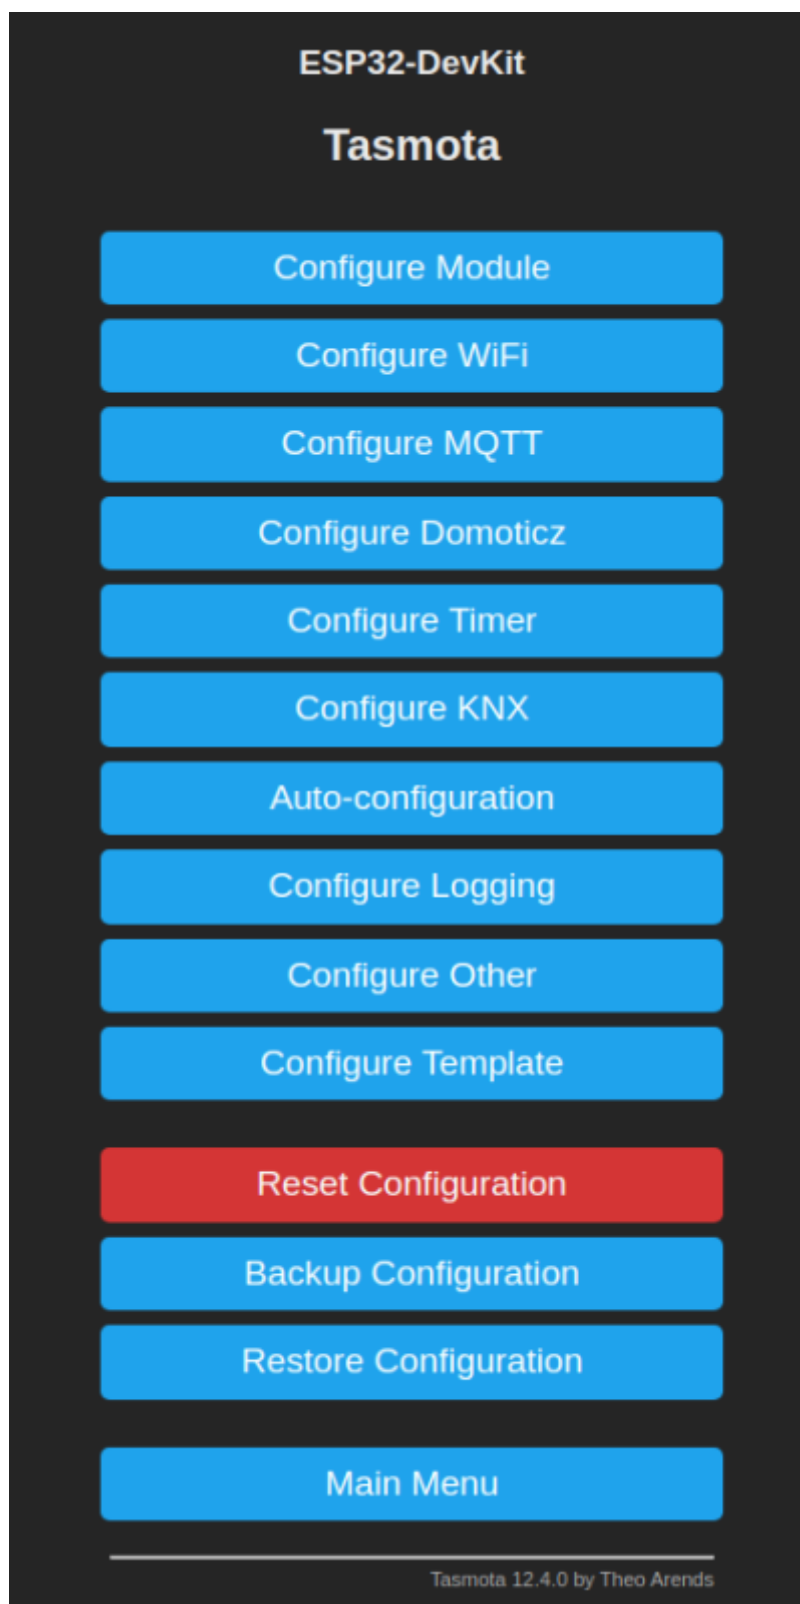 ESP32-DevKit
Tasmota
Configure Module
Configure WiFi
Configure MQTT
Configure Domoticz
Configure Timer
Configure KNX
Auto-configuration
Configure Logging
Configure Other
Configure Template
Reset Configuration
Backup Configuration
Restore Configuration
Main Menu
Tasmota 12.4.0 by Theo Arends